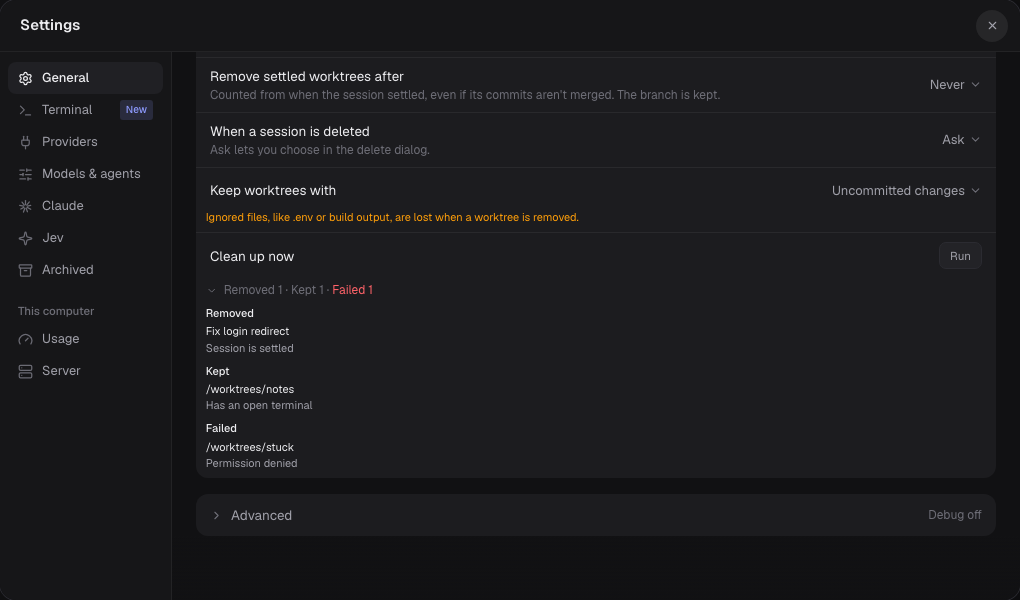 Settings
General
Terminal New
Providers
Models & agents
Claude
Jev
Archived
This computer
Usage
Server
Remove settled worktrees after
Counted from when the session settled, even if its commits aren't merged. The branch is kept.
Never
When a session is deleted
Ask lets you choose in the delete dialog.
Ask
Keep worktrees with
Uncommitted changes
Ignored files, like .env or build output, are lost when a worktree is removed.
Clean up now
Run
Removed 1 · Kept 1 · Failed 1
Removed
Fix login redirect
Session is settled
Kept
/worktrees/notes
Has an open terminal
Failed
/worktrees/stuck
Permission denied
Advanced
Debug off